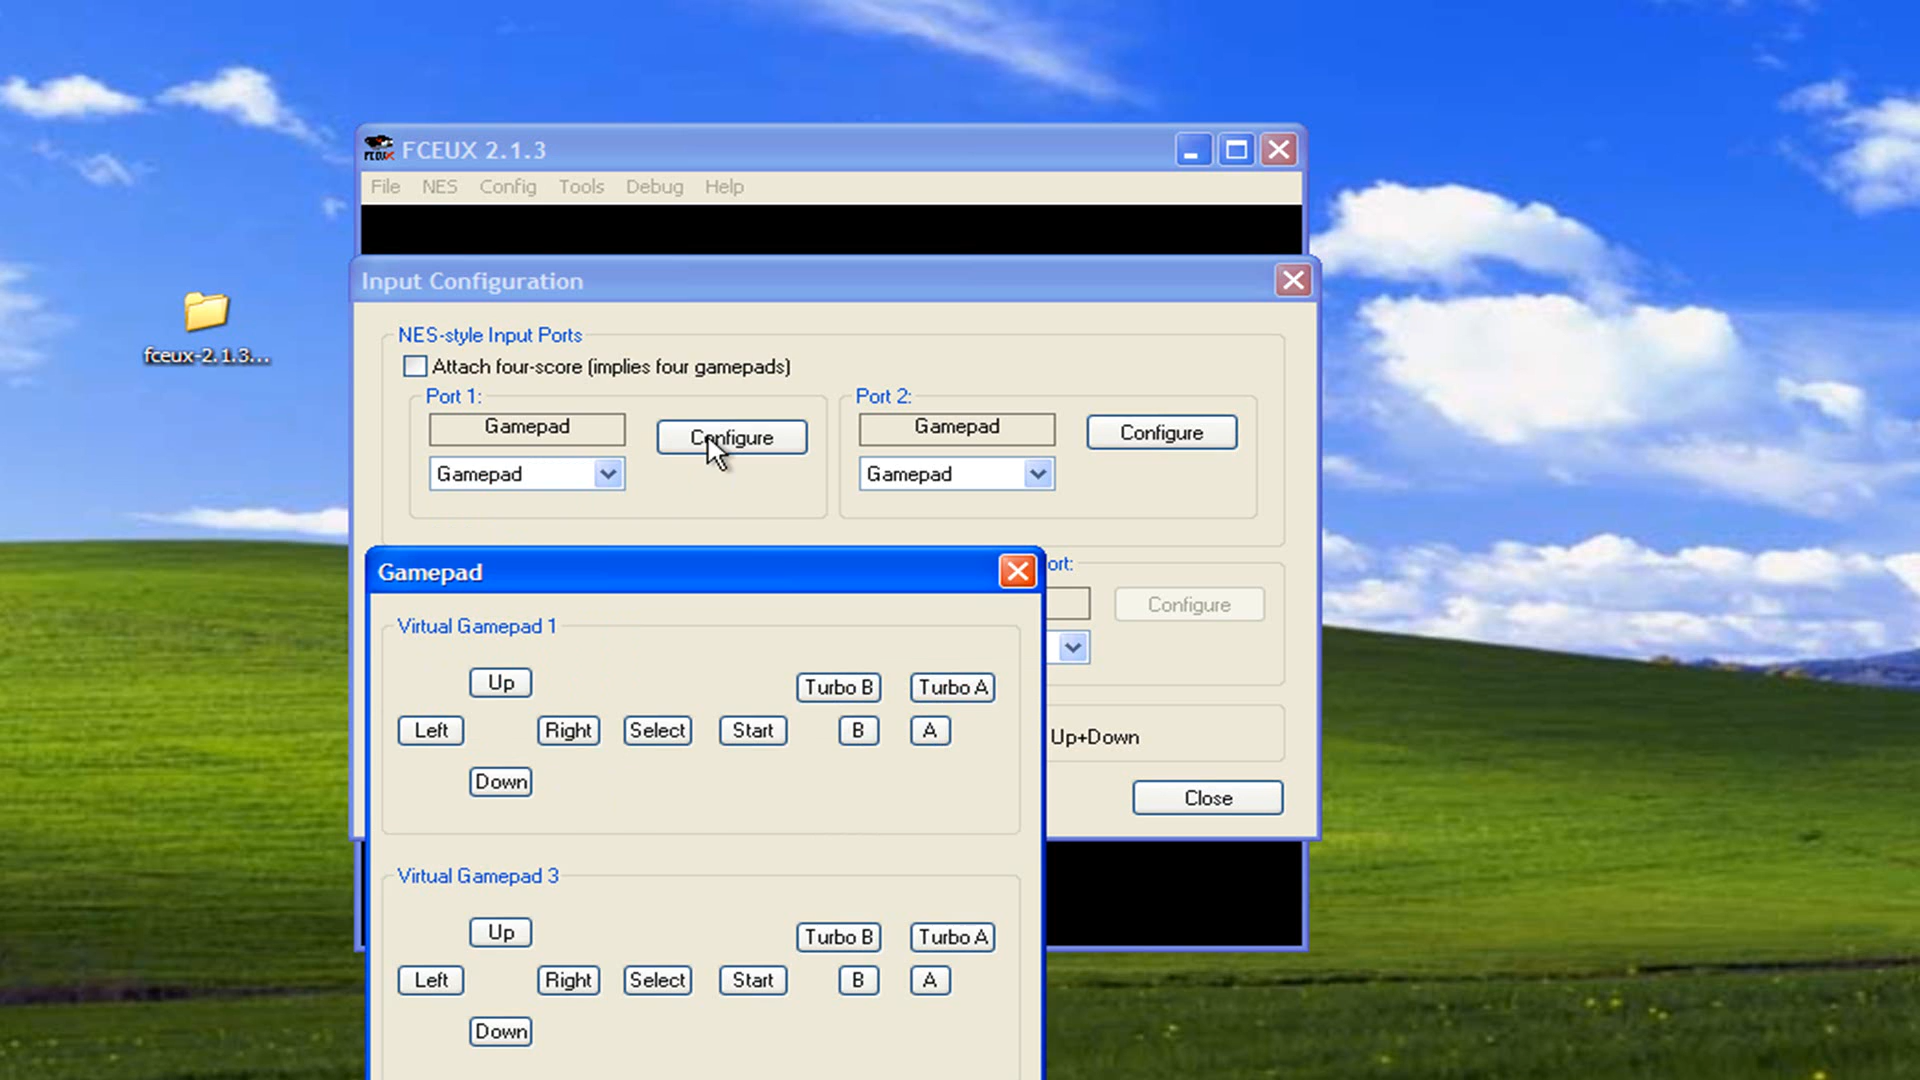 FCEUX 2.1.3
File NES Config Tools Debug Help
Input Configuration
fceux-2.1.3...
NES-style Input Ports
Attach four-score (implies four gamepads)
Port 1:
Gamepad
Configure
Gamepad
Port 2:
Gamepad
Configure
Gamepad
ort:
Configure
Up+Down
Close
Gamepad
Virtual Gamepad 1
Up
Turbo B Turbo A
Left Right Select Start B A
Down
Virtual Gamepad 3
Up
Turbo B Turbo A
Left Right Select Start B A
Down